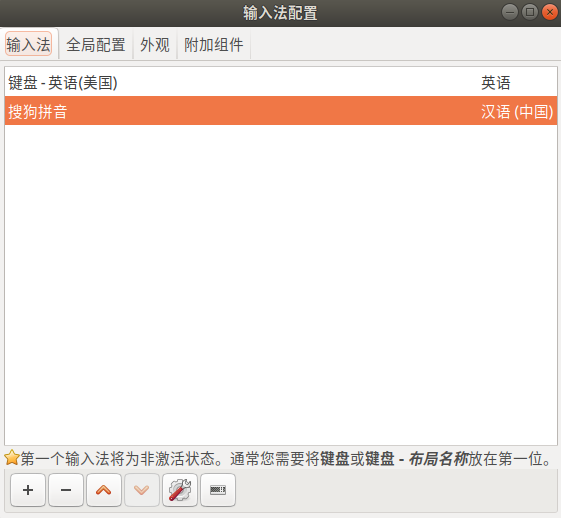 输入法配置
输入法 全局配置 外观 附加组件
键盘 - 英语(美国) 英语
搜狗拼音 汉语 (中国)
第一个输入法将为非激活状态。通常您需要将键盘或键盘 - 布局名称放在第一位。